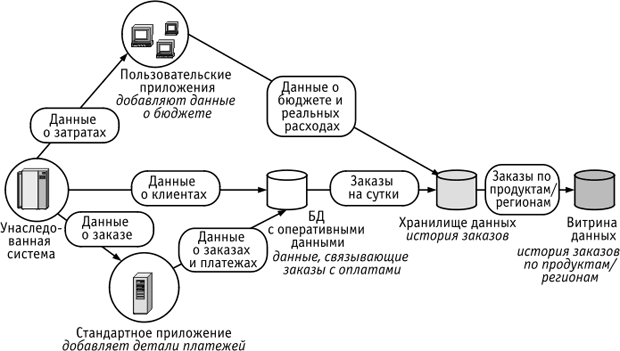 Пользовательские
приложения
добавляют данные
о бюджете
Данные о
бюджете и
реальных
расходах
Данные
о затратах
Унаследо-
ванная
система
Данные
о клиентах
Данные
о заказе
Данные
о заказах
и платежах
БД
с оперативными
данными
данные, связывающие
заказы с оплатами
Заказы
на сутки
Хранилище данных
история заказов
Заказы по
продуктам/
регионам
Витрина
данных
история заказов
по продуктам/
регионам
Стандартное приложение
добавляет детали платежей